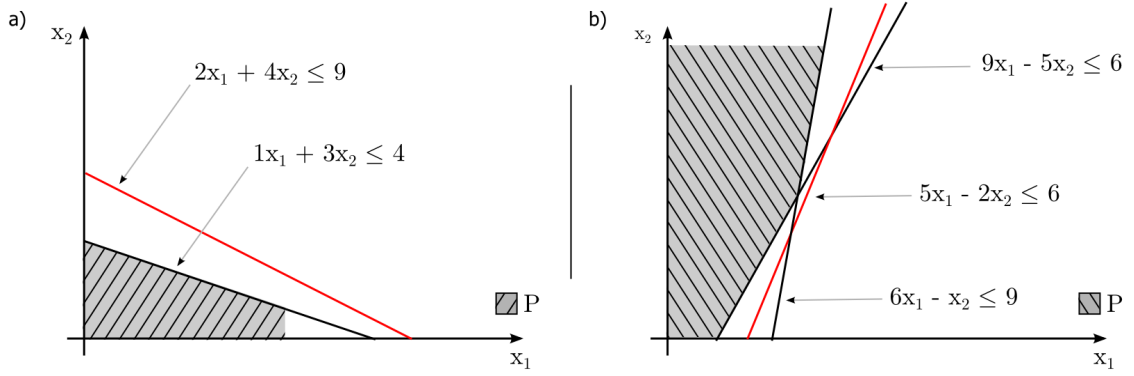 a)
x₂
2x₁ + 4x₂ ≤ 9
1x₁ + 3x₂ ≤ 4
P
x₁
b)
x₂
9x₁ - 5x₂ ≤ 6
5x₁ - 2x₂ ≤ 6
6x₁ - x₂ ≤ 9
P
x₁